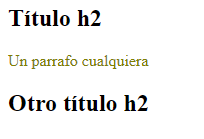 Título h2
Un parrafo cualquiera
Otro título h2